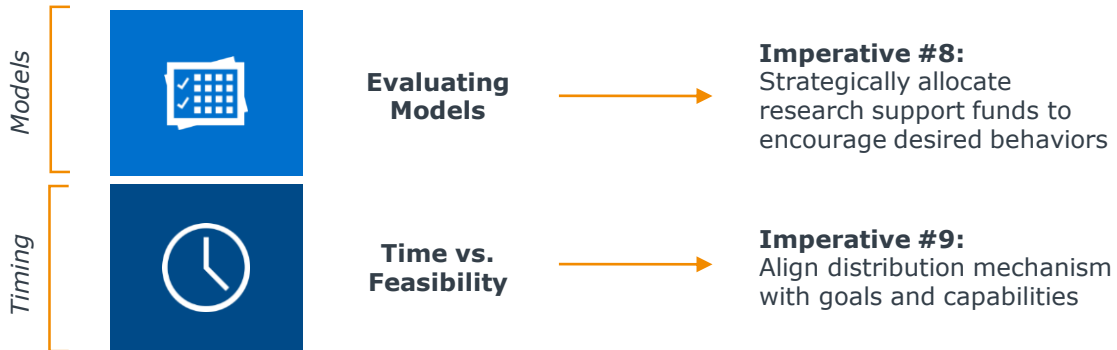 Models
Evaluating
Models
Imperative #8:
Strategically allocate
research support funds to
encourage desired behaviors
Timing
Time vs.
Feasibility
Imperative #9:
Align distribution mechanism
with goals and capabilities